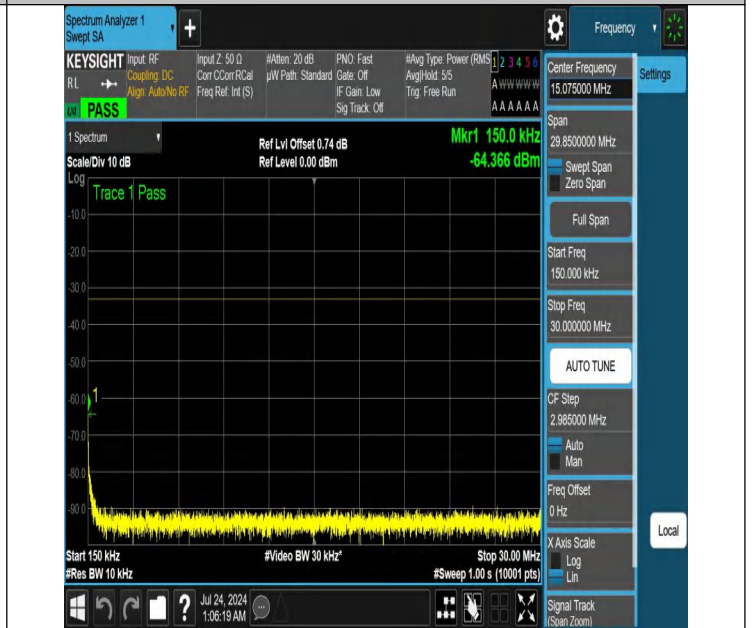 Spectrum Analyzer 1
Swept SA
+
Frequency
KEYSIGHT
RL
PASS
Input: RF
Coupling: DC
Align: Auto/No RF
Input Z: 50 Ω
Corr CCorr RCal
Freq Ref: Int (S)
#Atten: 20 dB
µW Path: Standard
PNO: Fast
Gate: Off
IF Gain: Low
Sig Track: Off
#Avg Type: Power (RMS
Avg|Hold: 5/5
Trig: Free Run
1 2 3 4 5 6
A W W W W W
A A A A A A
1 Spectrum
Scale/Div 10 dB
Ref Lvl Offset 0.74 dB
Ref Level 0.00 dBm
Mkr1 150.0 kHz
-64.366 dBm
Log
Trace 1 Pass
-10.0
-20.0
-30.0
-40.0
-50.0
-60.0
-70.0
-80.0
-90.0
1
Start 150 kHz
#Res BW 10 kHz
#Video BW 30 kHz*
Stop 30.00 MHz
#Sweep 1.00 s (10001 pts)
Jul 24, 2024
1:06:19 AM
Center Frequency
15.075000 MHz
Settings
Span
29.8500000 MHz
Swept Span
Zero Span
Full Span
Start Freq
150.000 kHz
Stop Freq
30.000000 MHz
AUTO TUNE
CF Step
2.985000 MHz
Auto
Man
Freq Offset
0 Hz
Local
X Axis Scale
Log
Lin
Signal Track
(Span Zoom)